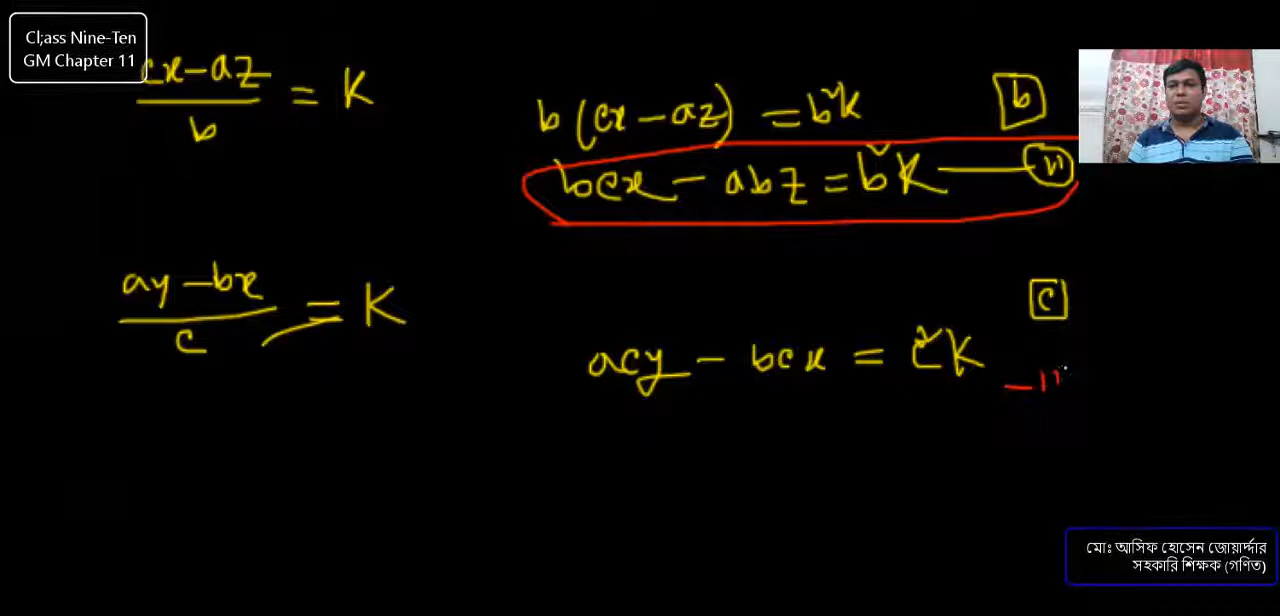 Cl;ass Nine-Ten
GM Chapter 11
cx-az/b = K
b(cx-az) = b²K
b
bcx - abz = b²K — (ii)
ay-bx/c = K
c
acy - bcx = c²K
মোঃ আসিফ হোসেন জোয়ার্দ্দার
সহকারি শিক্ষক (গণিত)